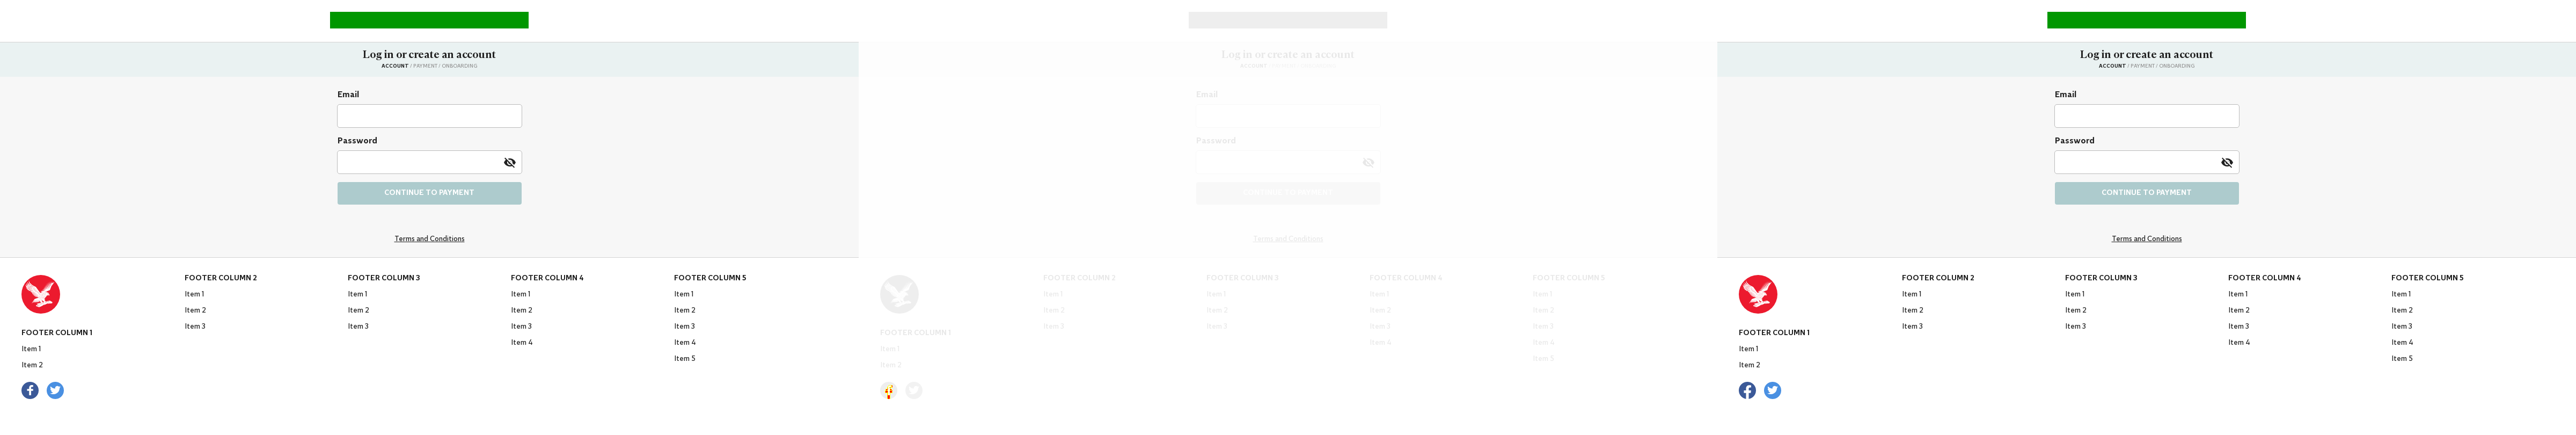 Log in or create an account
ACCOUNT / PAYMENT / ONBOARDING
Email
Password
CONTINUE TO PAYMENT
Terms and Conditions
FOOTER COLUMN 1
Item 1
Item 2
FOOTER COLUMN 2
Item 1
Item 2
Item 3
FOOTER COLUMN 3
Item 1
Item 2
Item 3
FOOTER COLUMN 4
Item 1
Item 2
Item 3
Item 4
FOOTER COLUMN 5
Item 1
Item 2
Item 3
Item 4
Item 5
Log in or create an account
ACCOUNT
Email
Password
Terms and Conditions
FOOTER COLUMN 1
Item 1
Item 2
FOOTER COLUMN 2
Item 1
Item 2
Item 3
FOOTER COLUMN 3
Item 1
Item 2
Item 3
FOOTER COLUMN 4
Item 1
Item 2
Item 3
Item 4
FOOTER COLUMN 5
Item 1
Item 2
Item 3
Item 4
Item 5
Log in or create an account
ACCOUNT / PAYMENT / ONBOARDING
Email
Password
CONTINUE TO PAYMENT
Terms and Conditions
FOOTER COLUMN 1
Item 1
Item 2
FOOTER COLUMN 2
Item 1
Item 2
Item 3
FOOTER COLUMN 3
Item 1
Item 2
Item 3
FOOTER COLUMN 4
Item 1
Item 2
Item 3
Item 4
FOOTER COLUMN 5
Item 1
Item 2
Item 3
Item 4
Item 5